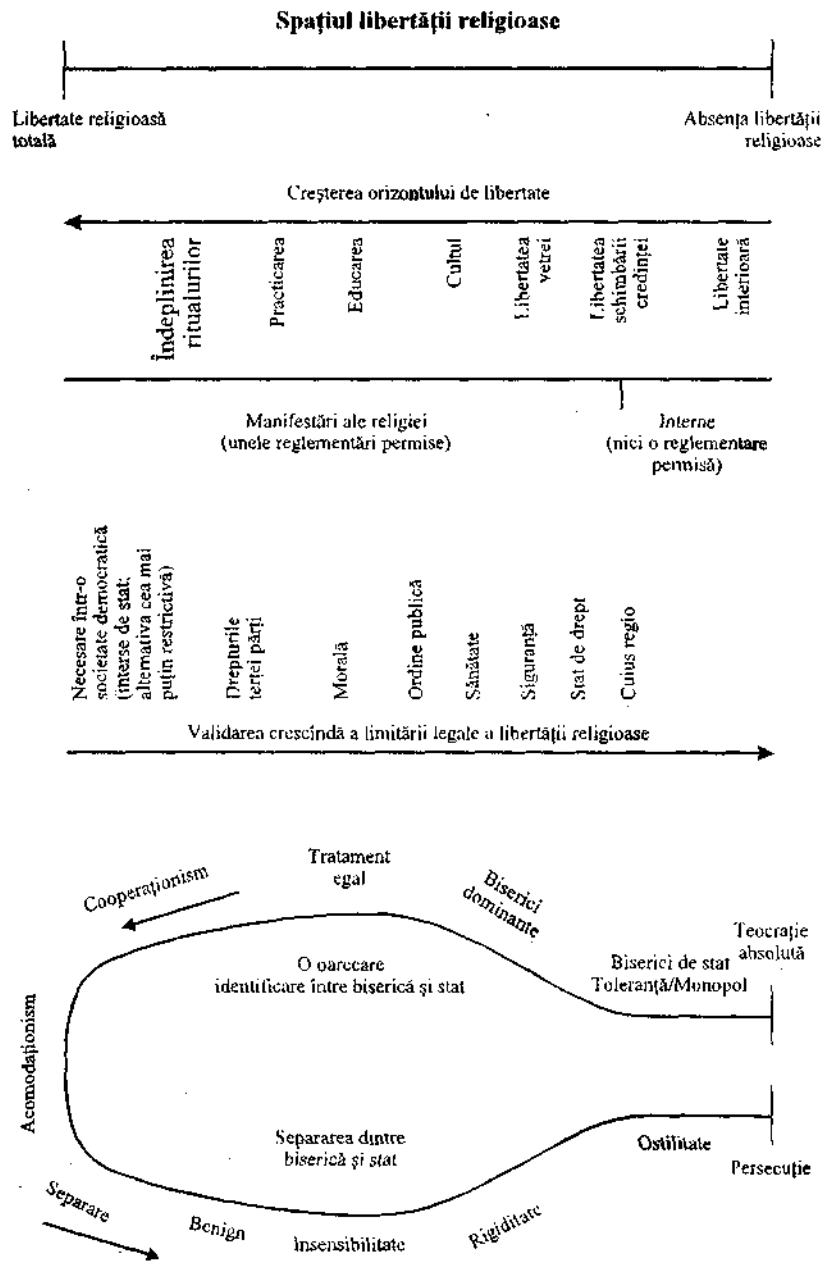 Spațiul libertății religioase
Libertate religioasă
totală
Absența libertății
religioase
Creșterea orizontului de libertate
Îndeplinirea
ritualurilor
Practicarea
Educarea
Cultul
Libertatea
vetrei
Libertatea
schimbării
credinței
Libertate
interioară
Manifestări ale religiei
(unele reglementări permise)
Interne
(nici o reglementare
permisă)
Necesare într-o
societate democratică
(interse de stat;
alternativa cea mai
puțin restrictivă)
Drepturile
terței părți
Morală
Ordine publică
Sănătate
Siguranță
Stat de drept
Cuius regio
Validarea crescîndă a limitării legale a libertății religioase
Cooperaționism
Tratament
egal
Biserici
dominante
Teocrație
absolută
O oarecare
identificare între biserică și stat
Biserici de stat
Toleranță/Monopol
Acomodaționism
Separarea dintre
biserică și stat
Ostilitate
Persecuție
Separare
Benign
Insensibilitate
Rigiditate